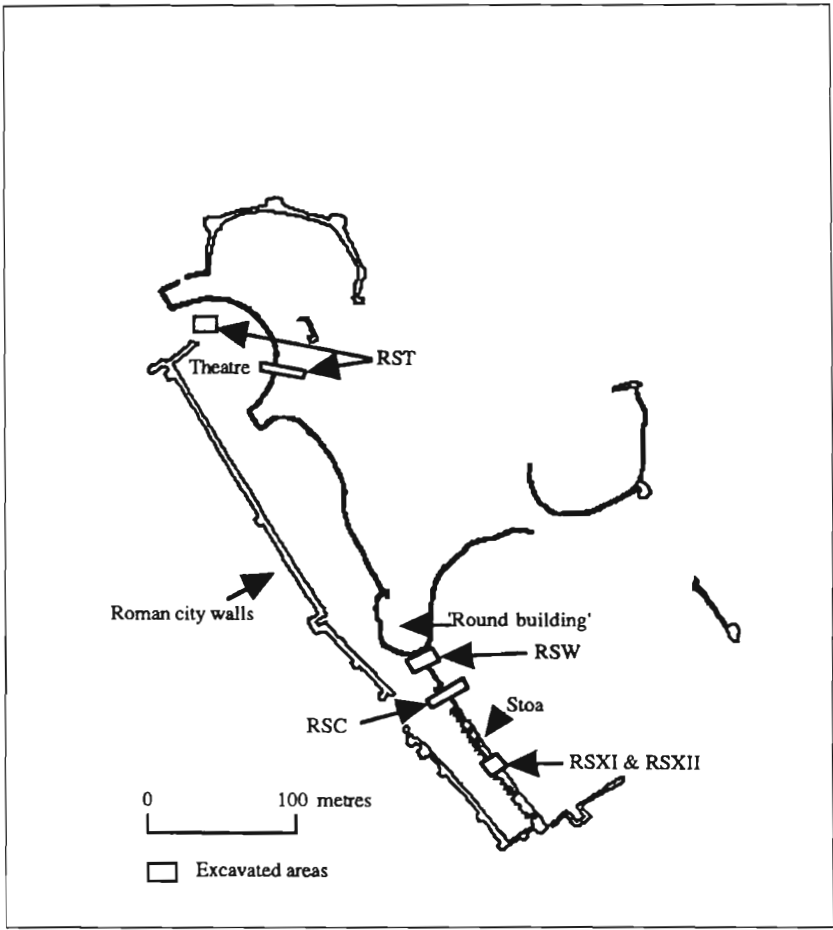 Theatre
RST
Roman city walls
'Round building'
RSW
Stoa
RSC
RSXI & RSXII
0 100 metres
Excavated areas